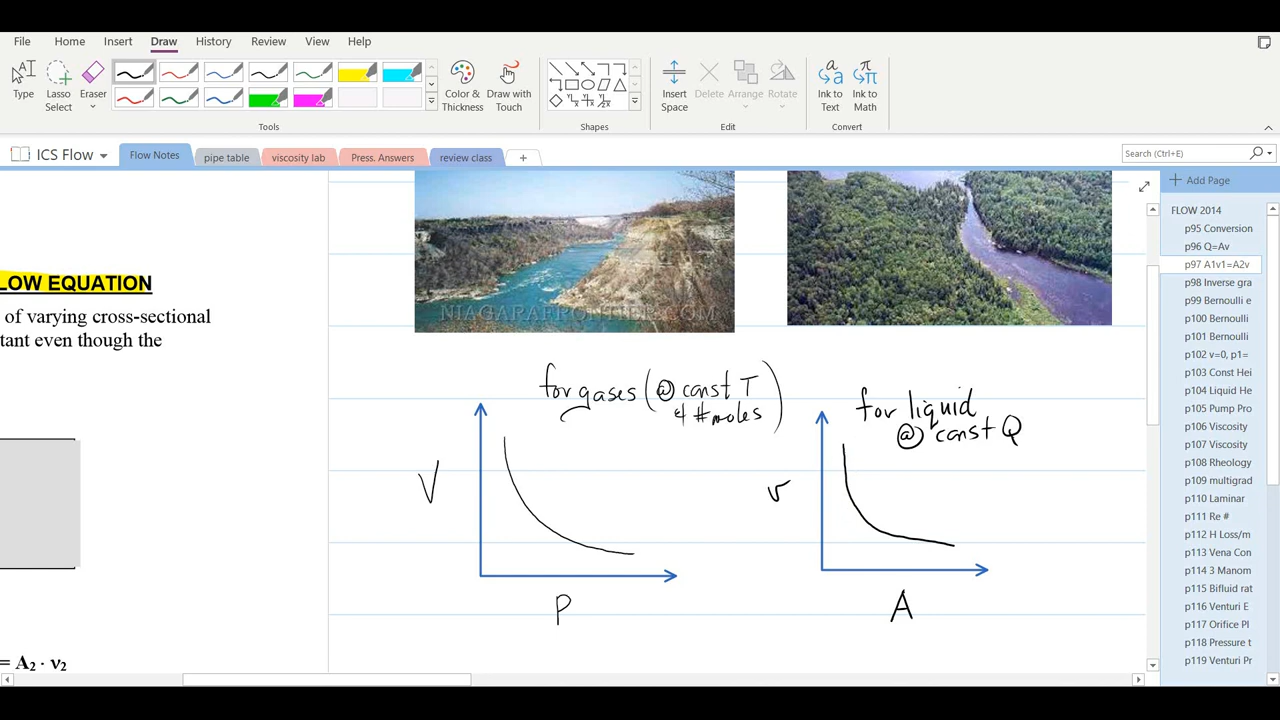 File Home Insert Draw History Review View Help
Type
Lasso Select
Eraser
Color & Thickness
Draw with Touch
Insert Space
Delete
Arrange
Rotate
Ink to Text
Ink to Math
Tools
Shapes
Edit
Convert
ICS Flow
Flow Notes
pipe table
viscosity lab
Press. Answers
review class
Search (Ctrl+E)
LOW EQUATION
of varying cross-sectional
tant even though the
= A₂ · v₂
NIAGARAFRONTIER.COM
for gases (@ const T
& # moles)
V
P
for liquid
@ const Q
v
A
Add Page
FLOW 2014
p95 Conversion
p96 Q=Av
p97 A1v1=A2v
p98 Inverse gra
p99 Bernoulli e
p100 Bernoulli
p101 Bernoulli
p102 v=0, p1=
p103 Const Hei
p104 Liquid He
p105 Pump Pro
p106 Viscosity
p107 Viscosity
p108 Rheology
p109 multigrad
p110 Laminar
p111 Re #
p112 H Loss/m
p113 Vena Con
p114 3 Manom
p115 Bifluid rat
p116 Venturi E
p117 Orifice Pl
p118 Pressure t
p119 Venturi Pr